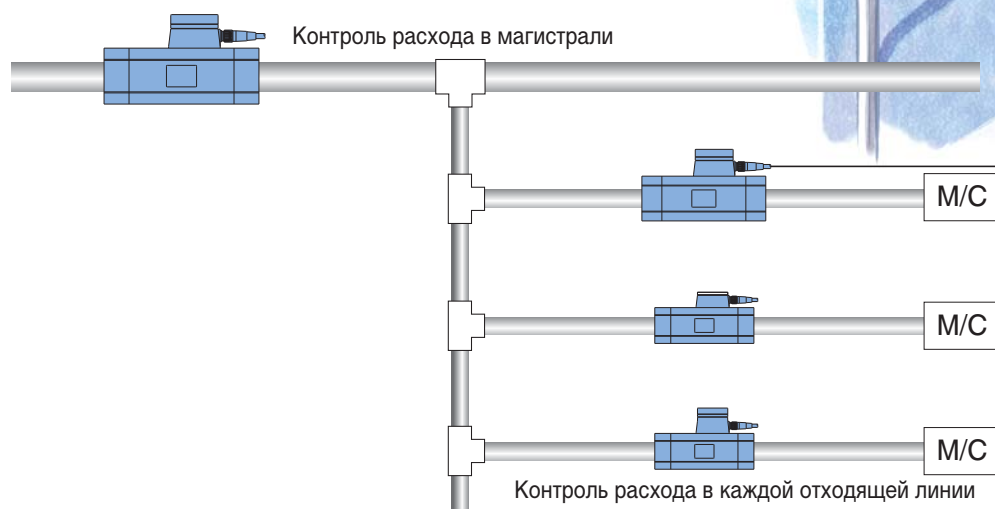 Контроль расхода в магистрали
M/C
M/C
M/C
Контроль расхода в каждой отходящей линии